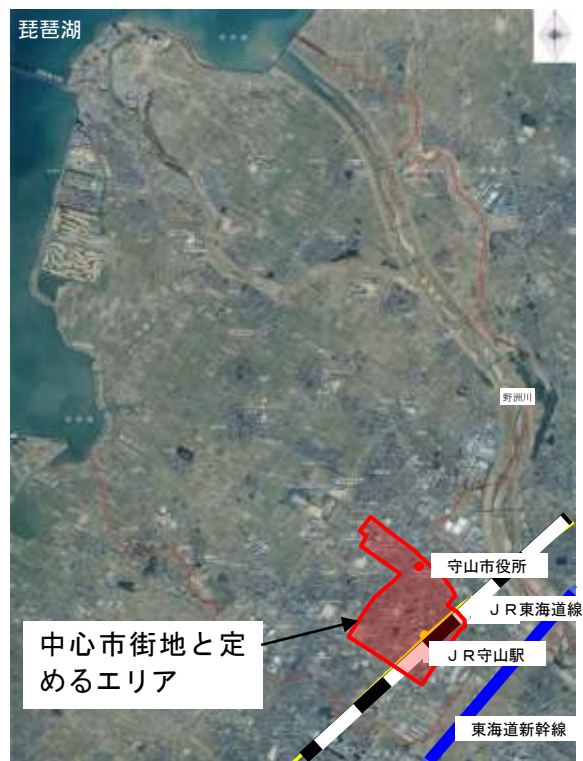 琵琶湖
野洲川
守山市役所
ＪＲ東海道線
ＪＲ守山駅
中心市街地と定
めるエリア
東海道新幹線